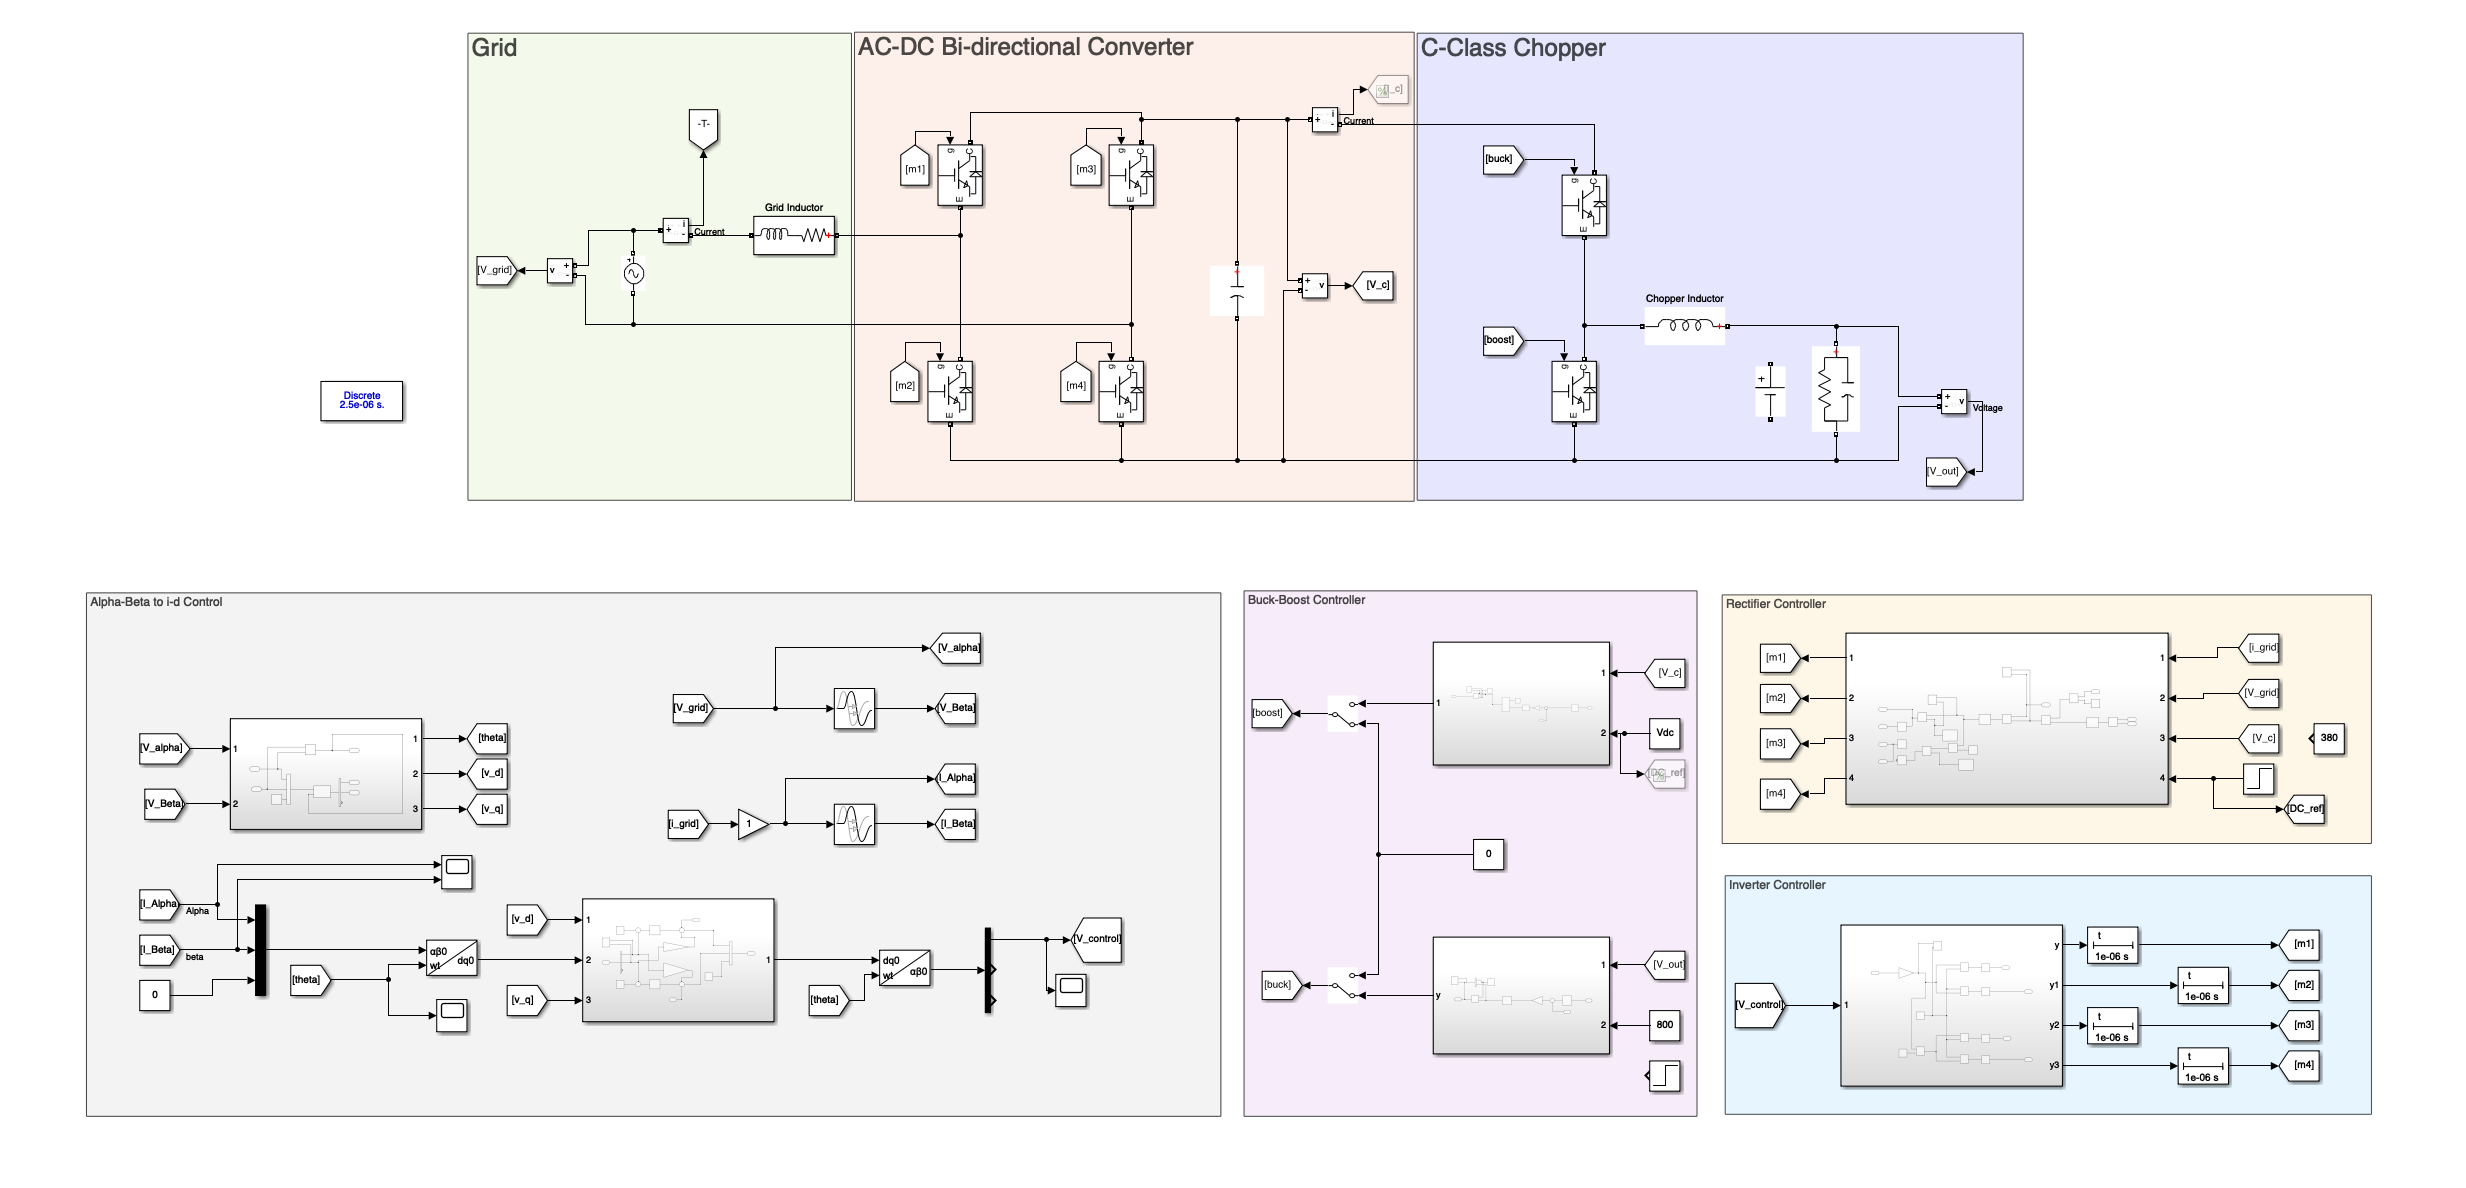 Grid
AC-DC Bi-directional Converter
C-Class Chopper
-T-
i
+
-
Current
Grid Inductor
[V_grid]
v
+
-
[m1]
g
C
E
[m3]
g
C
E
[m2]
g
C
E
[m4]
g
C
E
+
-
i
Current
+
-
v
[V_c]
[buck]
g
C
E
[boost]
g
C
E
Chopper Inductor
+
-
v
Voltage
[V_out]
Discrete
2.5e-06 s.
Alpha-Beta to i-d Control
[V_alpha]
[V_Beta]
1
2
1
2
3
[theta]
[v_d]
[v_q]
[V_grid]
[V_alpha]
[V_Beta]
[i_grid]
1
[I_Alpha]
[I_Beta]
[I_Alpha]
Alpha
[I_Beta]
beta
0
[theta]
αβ0
wt
dq0
[v_d]
[v_q]
1
2
3
1
[theta]
dq0
wt
αβ0
[V_control]
Buck-Boost Controller
[boost]
1
1
2
[V_c]
Vdc
[DC_ref]
0
[buck]
y
1
2
[V_out]
800
Rectifier Controller
[m1]
[m2]
[m3]
[m4]
1
2
3
4
1
2
3
4
[i_grid]
[V_grid]
[V_c]
380
[DC_ref]
Inverter Controller
[V_control]
1
y
y1
y2
y3
t
1e-06 s
t
1e-06 s
t
1e-06 s
t
1e-06 s
[m1]
[m2]
[m3]
[m4]